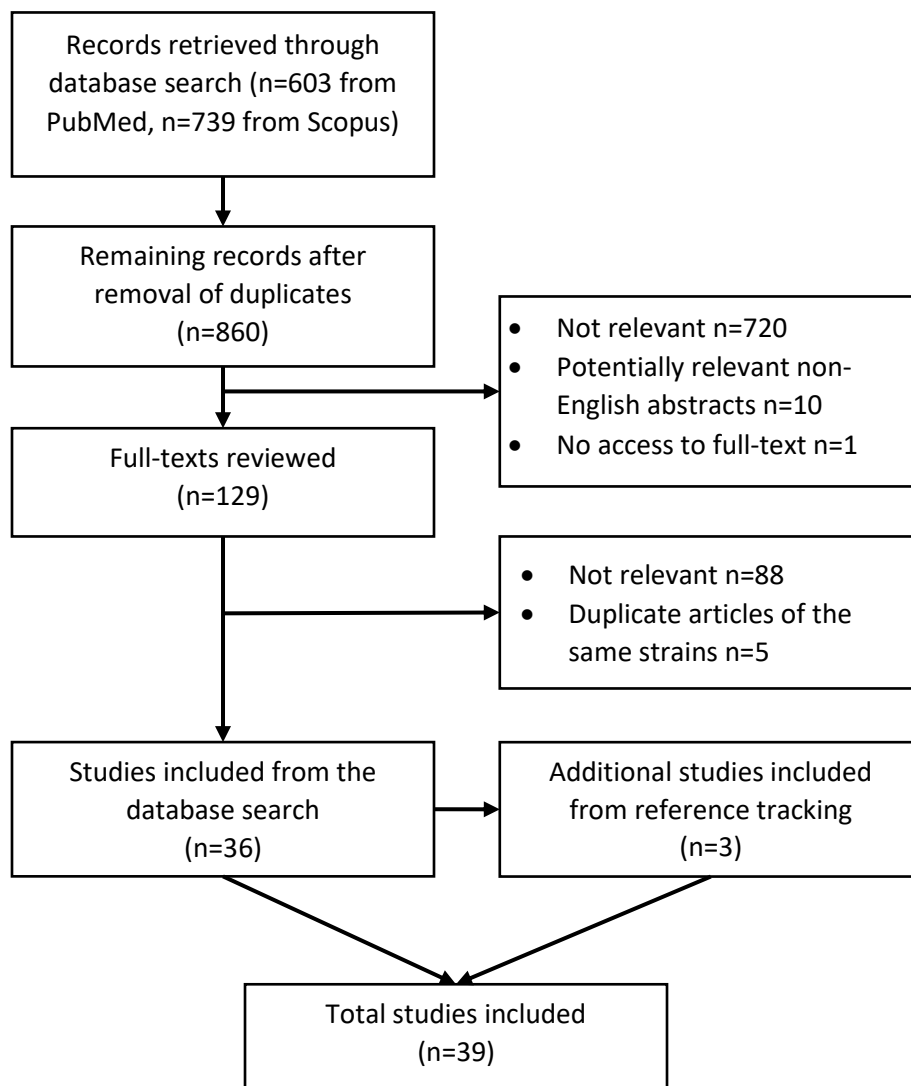 Records retrieved through
database search (n=603 from
PubMed, n=739 from Scopus)
Remaining records after
removal of duplicates
(n=860)
• Not relevant n=720
• Potentially relevant non-
English abstracts n=10
• No access to full-text n=1
Full-texts reviewed
(n=129)
• Not relevant n=88
• Duplicate articles of the
same strains n=5
Studies included from the
database search
(n=36)
Additional studies included
from reference tracking
(n=3)
Total studies included
(n=39)